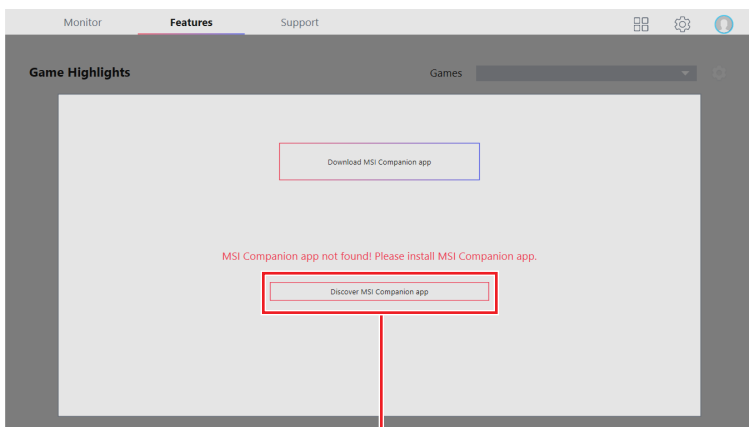 Monitor Features Support
Game Highlights Games
Download MSI Companion app
MSI Companion app not found! Please install MSI Companion app.
Discover MSI Companion app